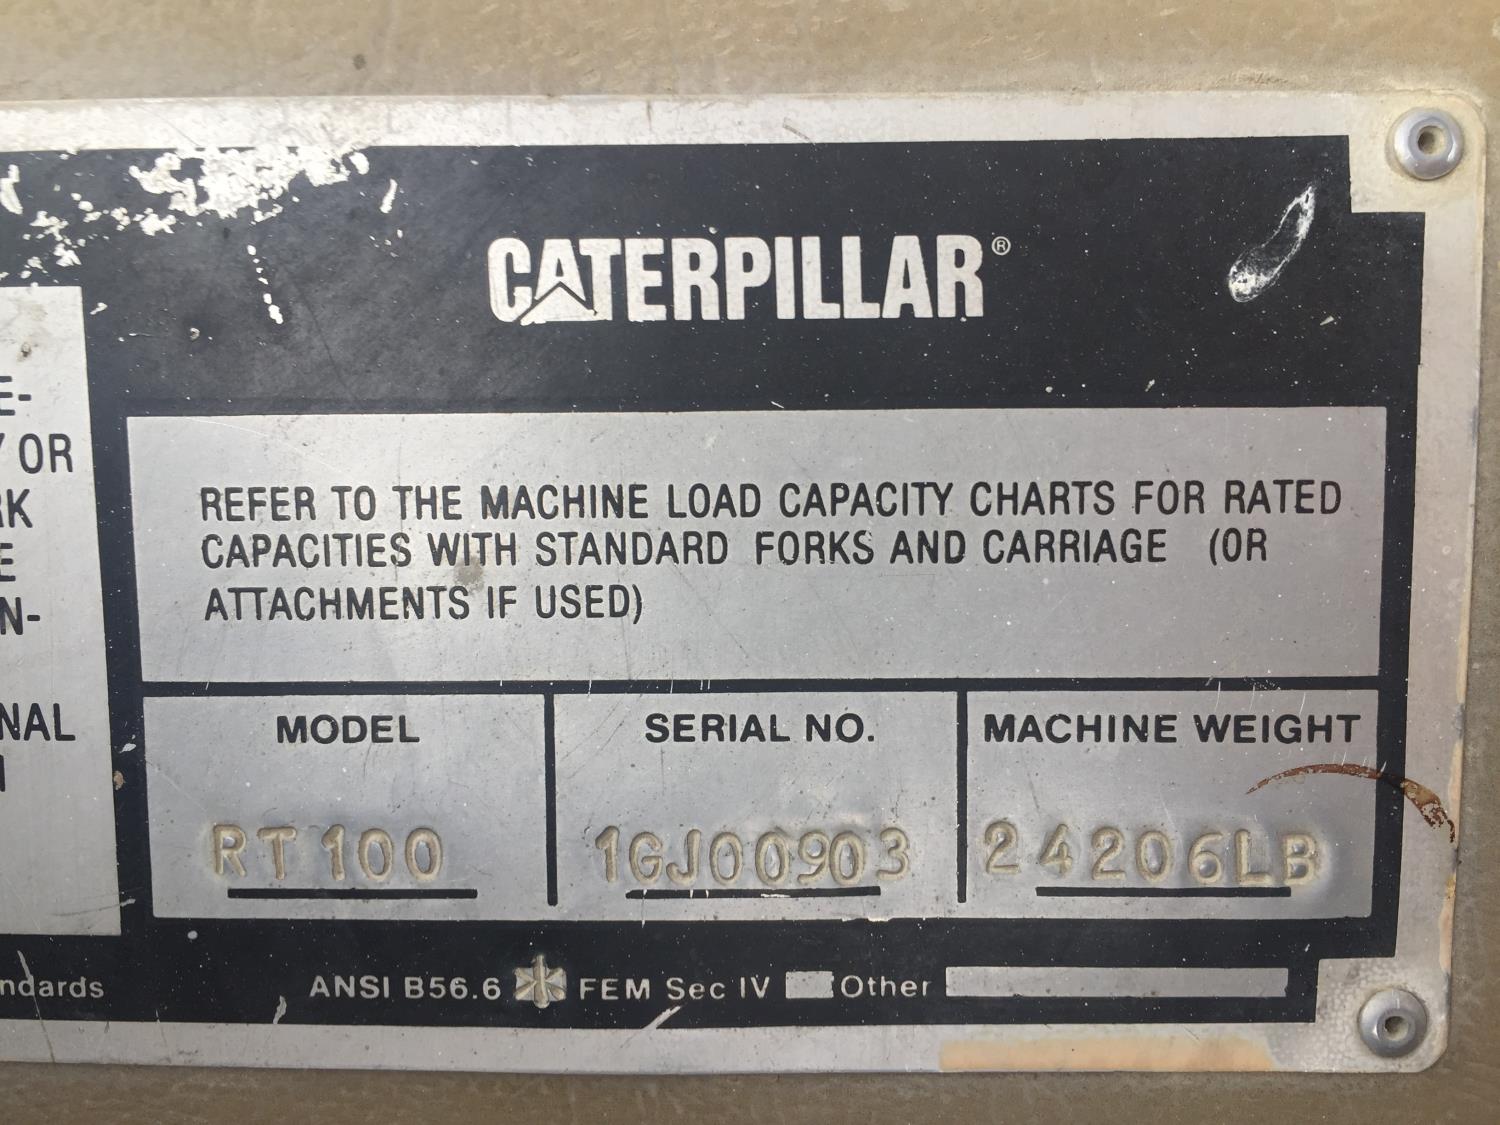 CATERPILLAR®
E-
OR
RK
E
N-
NAL
REFER TO THE MACHINE LOAD CAPACITY CHARTS FOR RATED
CAPACITIES WITH STANDARD FORKS AND CARRIAGE (OR
ATTACHMENTS IF USED)
MODEL
RT100
SERIAL NO.
1GJ00903
MACHINE WEIGHT
24206LB
ndards
ANSI B56.6 FEM Sec IV Other